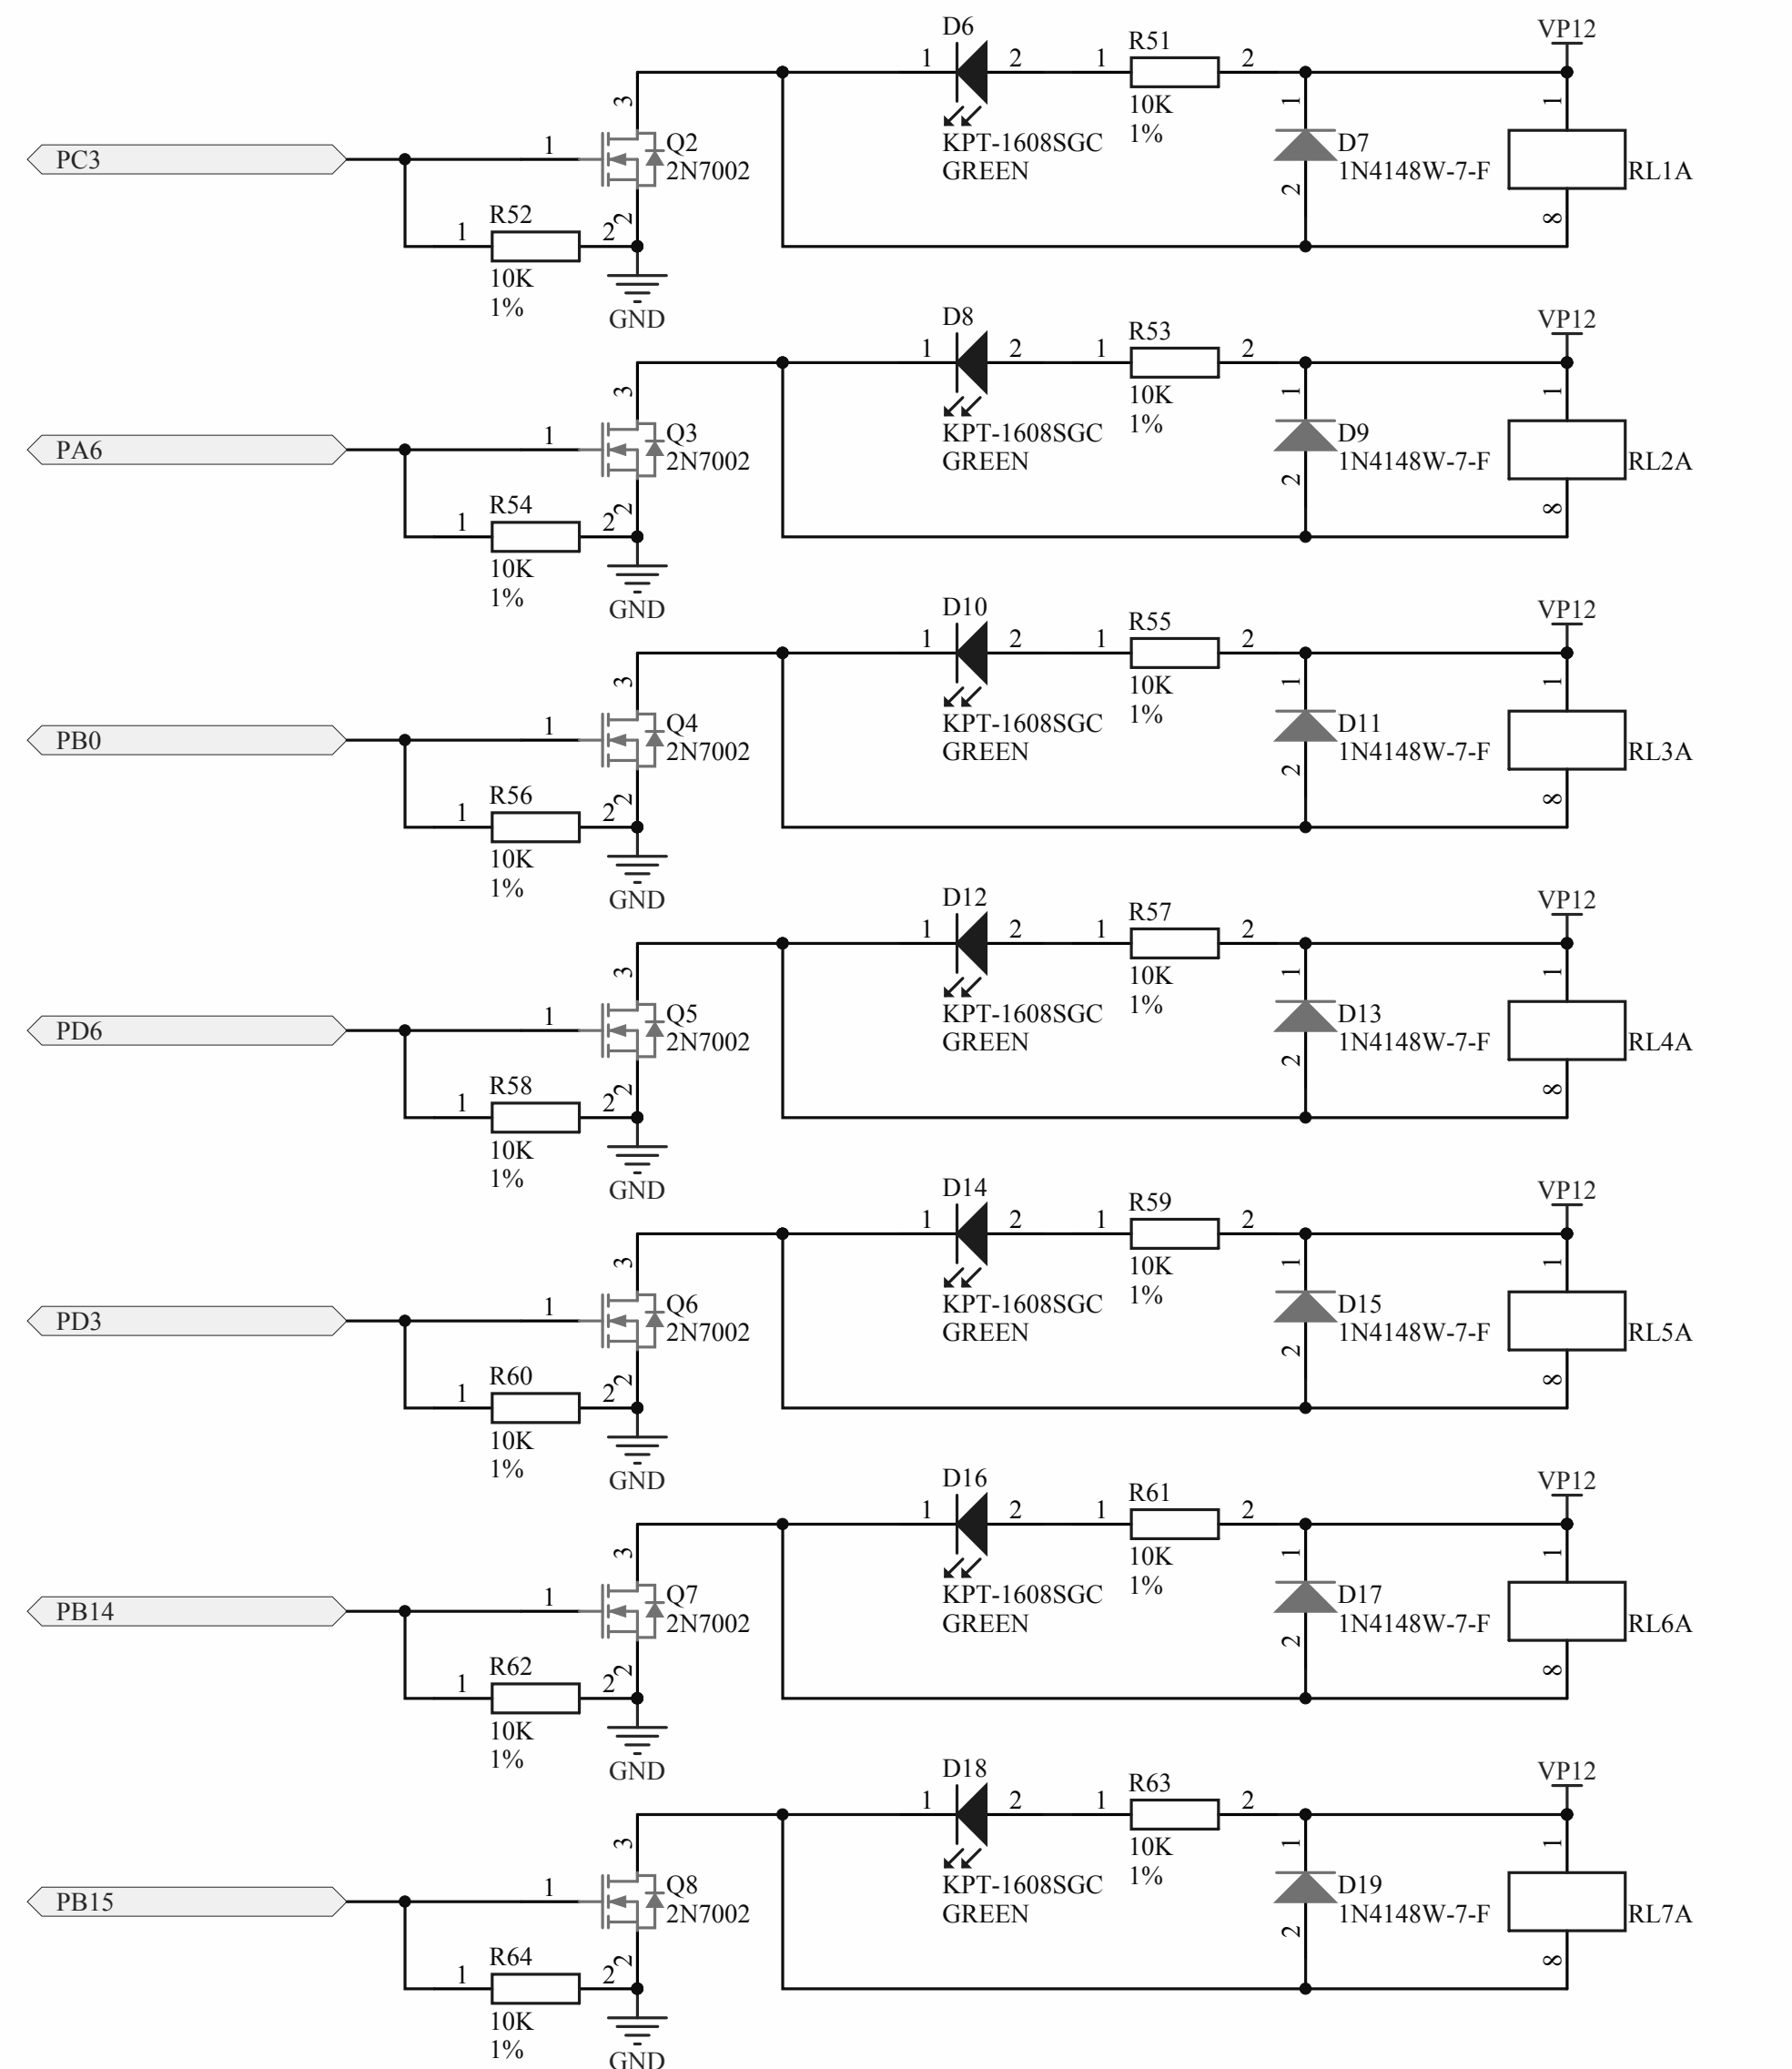 D6
1 2
R51
1 2
10K
1%
VP12
PC3
1
3
Q2
2N7002
2
KPT-1608SGC
GREEN
1
D7
1N4148W-7-F
2
1
RL1A
8
R52
1 2
10K
1%
GND
D8
1 2
R53
1 2
10K
1%
VP12
PA6
1
3
Q3
2N7002
2
KPT-1608SGC
GREEN
1
D9
1N4148W-7-F
2
1
RL2A
8
R54
1 2
10K
1%
GND
D10
1 2
R55
1 2
10K
1%
VP12
PB0
1
3
Q4
2N7002
2
KPT-1608SGC
GREEN
1
D11
1N4148W-7-F
2
1
RL3A
8
R56
1 2
10K
1%
GND
D12
1 2
R57
1 2
10K
1%
VP12
PD6
1
3
Q5
2N7002
2
KPT-1608SGC
GREEN
1
D13
1N4148W-7-F
2
1
RL4A
8
R58
1 2
10K
1%
GND
D14
1 2
R59
1 2
10K
1%
VP12
PD3
1
3
Q6
2N7002
2
KPT-1608SGC
GREEN
1
D15
1N4148W-7-F
2
1
RL5A
8
R60
1 2
10K
1%
GND
D16
1 2
R61
1 2
10K
1%
VP12
PB14
1
3
Q7
2N7002
2
KPT-1608SGC
GREEN
1
D17
1N4148W-7-F
2
1
RL6A
8
R62
1 2
10K
1%
GND
D18
1 2
R63
1 2
10K
1%
VP12
PB15
1
3
Q8
2N7002
2
KPT-1608SGC
GREEN
1
D19
1N4148W-7-F
2
1
RL7A
8
R64
1 2
10K
1%
GND